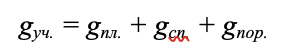 gуч. = gпл. + gсп. + gпор.